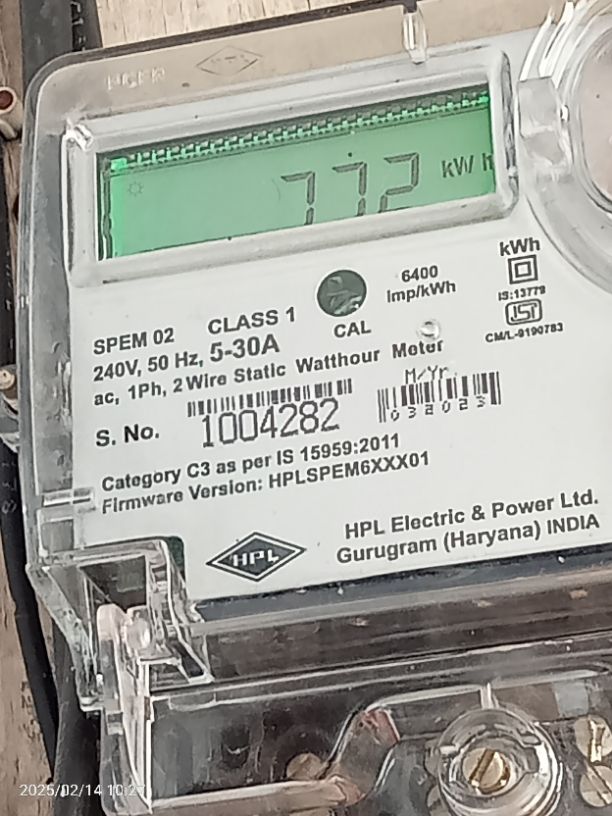 772 kWh
6400
Imp/kWh
kWh
IS:13779
ISI
CM/L-9190783
CAL
SPEM 02 CLASS 1
240V, 50 Hz, 5-30A
ac, 1Ph, 2 Wire Static Watthour Meter
M/Yr.
032023
S. No. 1004282
Category C3 as per IS 15959:2011
Firmware Version: HPLSPEM6XXX01
HPL
HPL Electric & Power Ltd.
Gurugram (Haryana) INDIA
2025/02/14 10:27